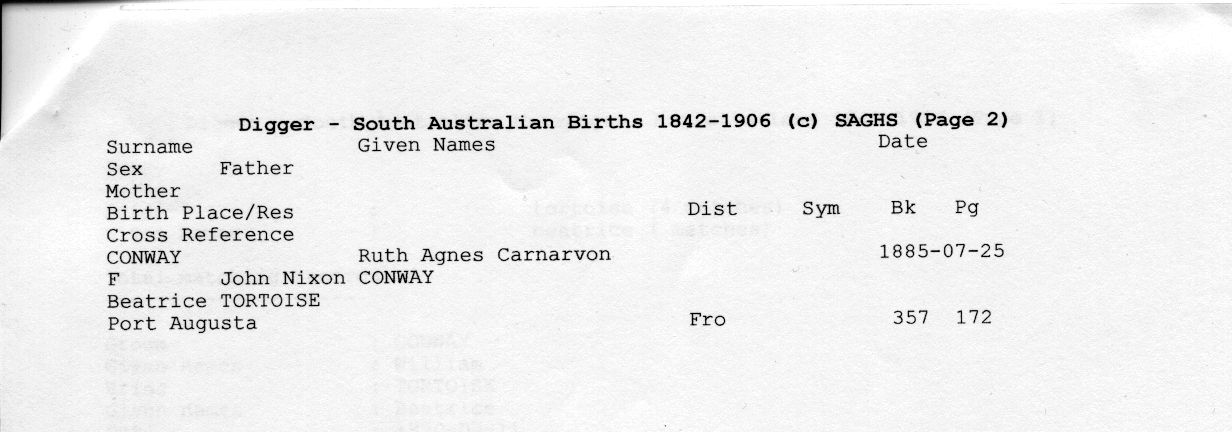 Digger - South Australian Births 1842-1906 (c) SAGHS (Page 2)
Surname Given Names Date
Sex Father
Mother
Birth Place/Res Dist Sym Bk Pg
Cross Reference
CONWAY Ruth Agnes Carnarvon 1885-07-25
F John Nixon CONWAY
Beatrice TORTOISE
Port Augusta Fro 357 172